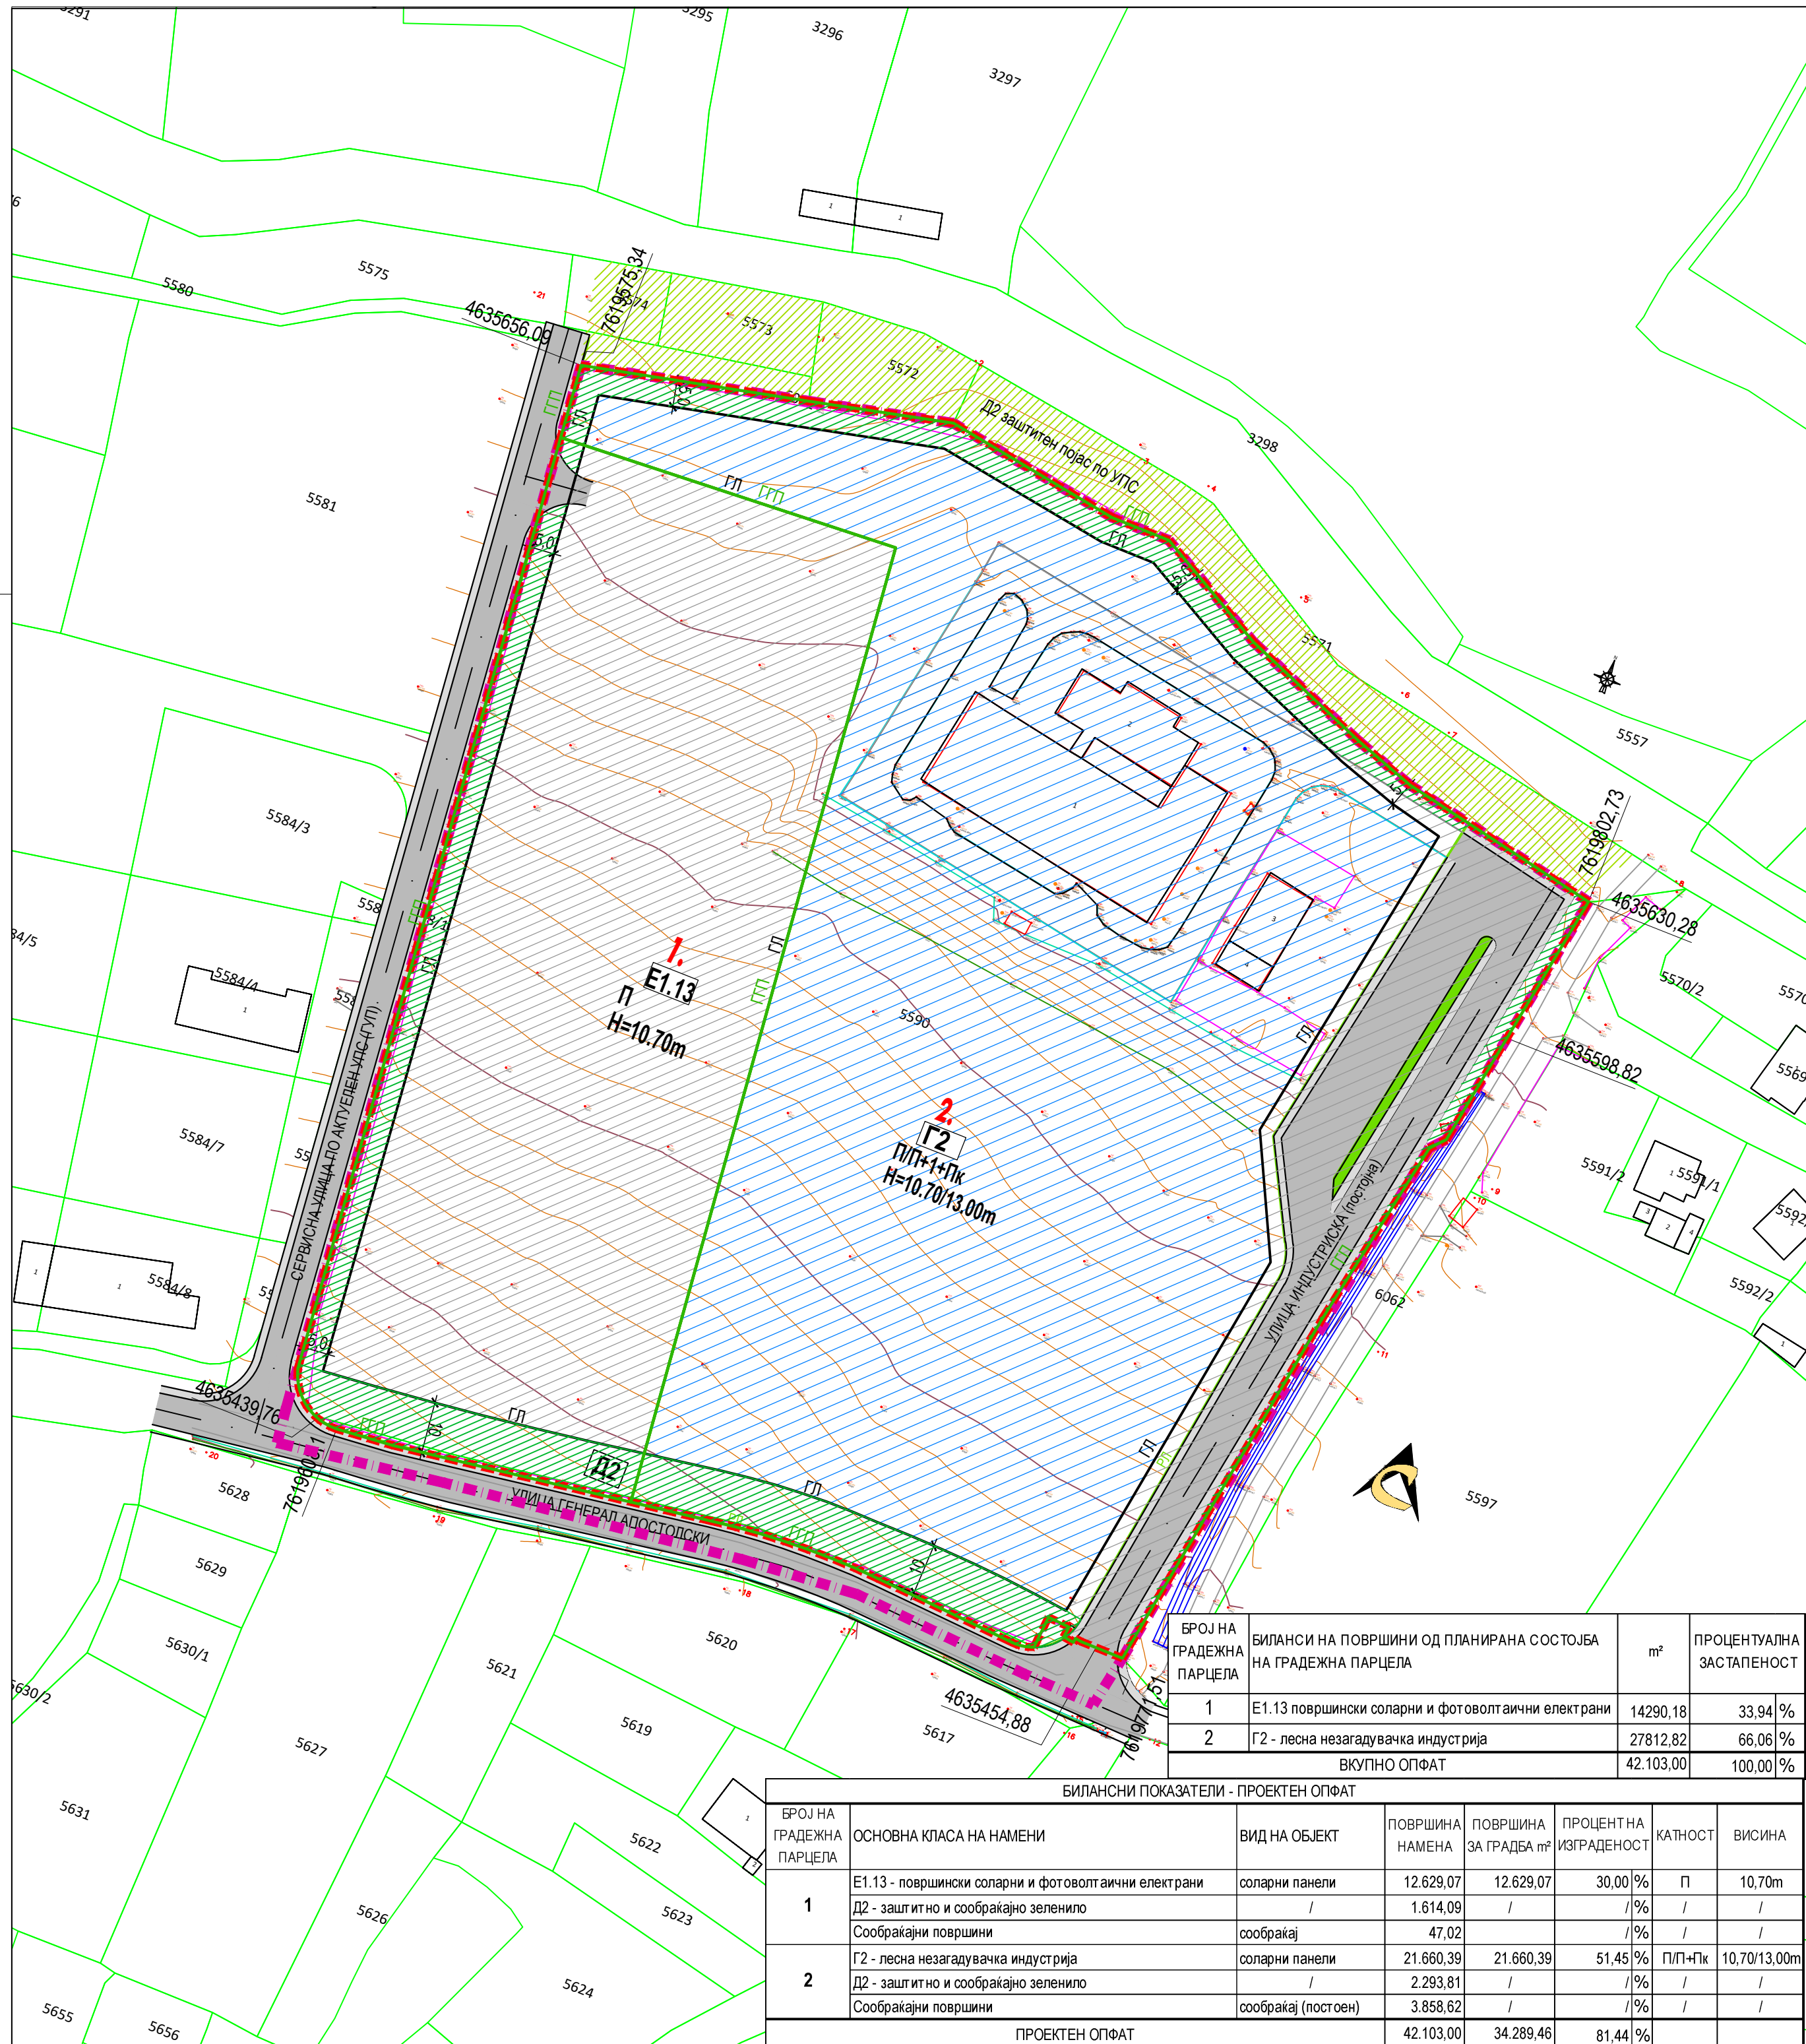 3291
3295
3296
3297
5580
5575
5574
5573
5572
3298
7619575,34
4635656,09
Д2 заштитен појас по УПС
5581
5571
5557
5584/3
7619802,73
4635630,28
5570/2
4635598,82
5584/4
1.
Е1.13
П
H=10.70m
5590
2.
Г2
П/П+1+Пк
H=10.70/13.00m
5584/7
5591/2
5591/1
5592/2
5584/8
6062
СЕРВИСНА УЛИЦА ПО АКТУЕЛЕН УПС (ГУП)
УЛИЦА ИНДУСТРИСКА (постојна)
ГЛ
ГГП
РЛ
5,0
10
Д2
УЛИЦА ГЕНЕРАЛ АПОСТОЛСКИ
4635439,76
5597
5628
5629
5630/1
5630/2
5627
5631
5621
5620
5619
5617
4635454,88
5622
5623
5624
5626
5655
5656
БРОЈ НА ГРАДЕЖНА ПАРЦЕЛА | БИЛАНСИ НА ПОВРШИНИ ОД ПЛАНИРАНА СОСТОЈБА НА ГРАДЕЖНА ПАРЦЕЛА | m² | ПРОЦЕНТУАЛНА ЗАСТАПЕНОСТ
1 | Е1.13 површински соларни и фотоволтаични електрани | 14290,18 | 33,94 %
2 | Г2 - лесна незагадувачка индустрија | 27812,82 | 66,06 %
ВКУПНО ОПФАТ | 42.103,00 | 100,00 %
БИЛАНСНИ ПОКАЗАТЕЛИ - ПРОЕКТЕН ОПФАТ
БРОЈ НА ГРАДЕЖНА ПАРЦЕЛА | ОСНОВНА КЛАСА НА НАМЕНИ | ВИД НА ОБЈЕКТ | ПОВРШИНА НАМЕНА | ПОВРШИНА ЗА ГРАДБА m² | ПРОЦЕНТ НА ИЗГРАДЕНОСТ | КАТНОСТ | ВИСИНА
1 | Е1.13 - површински соларни и фотоволтаични електрани | соларни панели | 12.629,07 | 12.629,07 | 30,00 % | П | 10,70m
Д2 - заштитно и сообраќајно зеленило | / | 1.614,09 | / | / % | / | /
Сообраќајни површини | сообраќај | 47,02 | | / % | / | /
2 | Г2 - лесна незагадувачка индустрија | соларни панели | 21.660,39 | 21.660,39 | 51,45 % | П/П+Пк | 10,70/13,00m
Д2 - заштитно и сообраќајно зеленило | / | 2.293,81 | / | / % | / | /
Сообраќајни површини | сообраќај (постоен) | 3.858,62 | / | / % | / | /
ПРОЕКТЕН ОПФАТ | 42.103,00 | 34.289,46 | 81,44 %